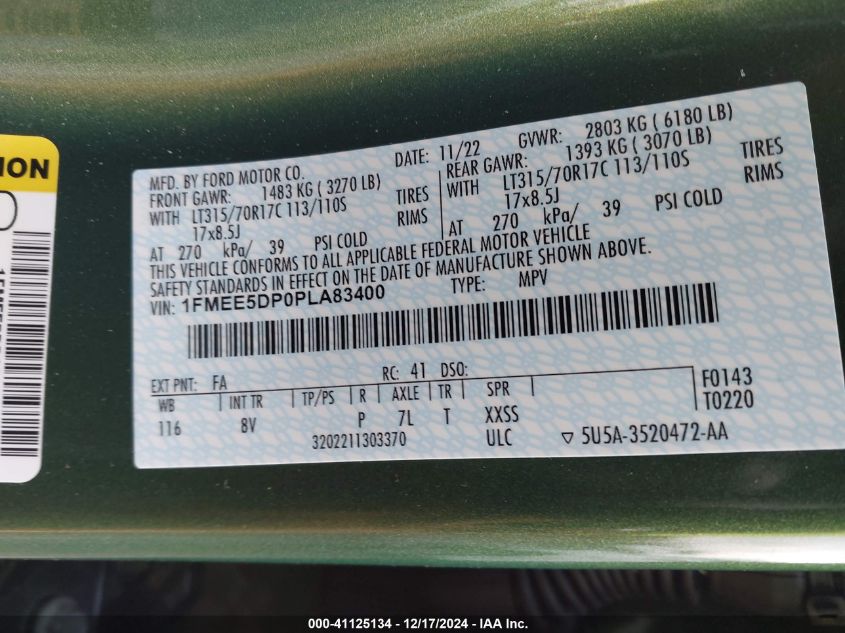 ION
MFD. BY FORD MOTOR CO.
DATE: 11/22
GVWR: 2803 KG ( 6180 LB)
FRONT GAWR: 1483 KG ( 3270 LB)
REAR GAWR: 1393 KG ( 3070 LB)
WITH LT315/70R17C 113/110S TIRES
WITH LT315/70R17C 113/110S TIRES
17x8.5J RIMS
17x8.5J RIMS
AT 270 kPa/ 39 PSI COLD
AT 270 kPa/ 39 PSI COLD
THIS VEHICLE CONFORMS TO ALL APPLICABLE FEDERAL MOTOR VEHICLE
SAFETY STANDARDS IN EFFECT ON THE DATE OF MANUFACTURE SHOWN ABOVE.
VIN: 1FMEE5DP0PLA83400
TYPE: MPV
EXT PNT: FA RC: 41 DSO:
WB INT TR TP/PS R AXLE TR SPR
116 8V P 7L T XXSS
F0143
T0220
3202211303370 ULC ▽ 5U5A-3520472-AA
000-41125134 - 12/17/2024 - IAA Inc.